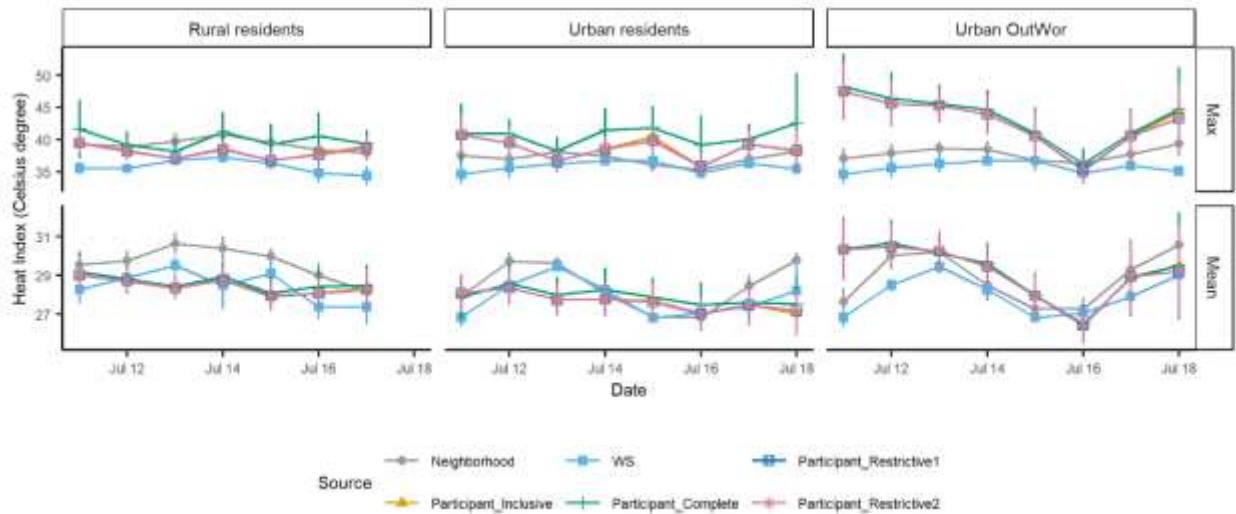 Rural residents
Urban residents
Urban OutWor
50
45
40
35
31
29
27
Max
Mean
Heat Index (Celsius degree)
Jul 12
Jul 14
Jul 16
Jul 18
Jul 12
Jul 14
Jul 16
Jul 18
Jul 12
Jul 14
Jul 16
Jul 18
Date
Source
Neighborhood
WS
Participant_Restrictive1
Participant_Inclusive
Participant_Complete
Participant_Restrictive2